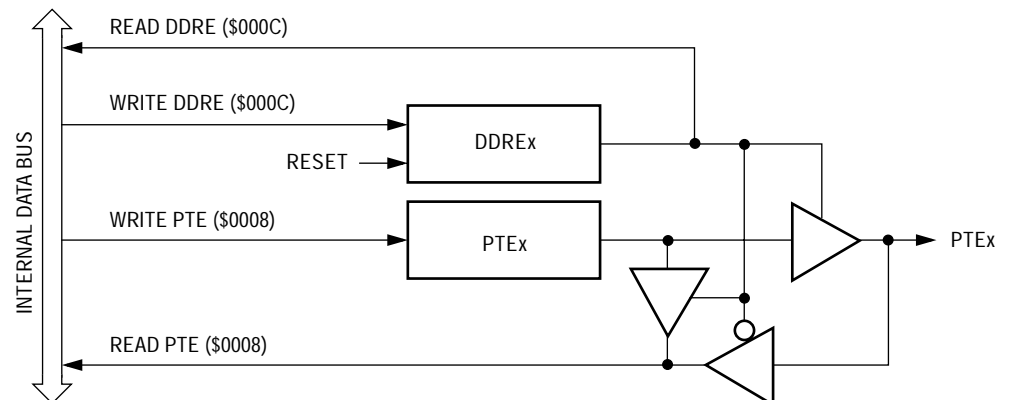 READ DDRE ($000C)
WRITE DDRE ($000C)
DDREx
RESET
INTERNAL DATA BUS
WRITE PTE ($0008)
PTEx
PTEx
READ PTE ($0008)